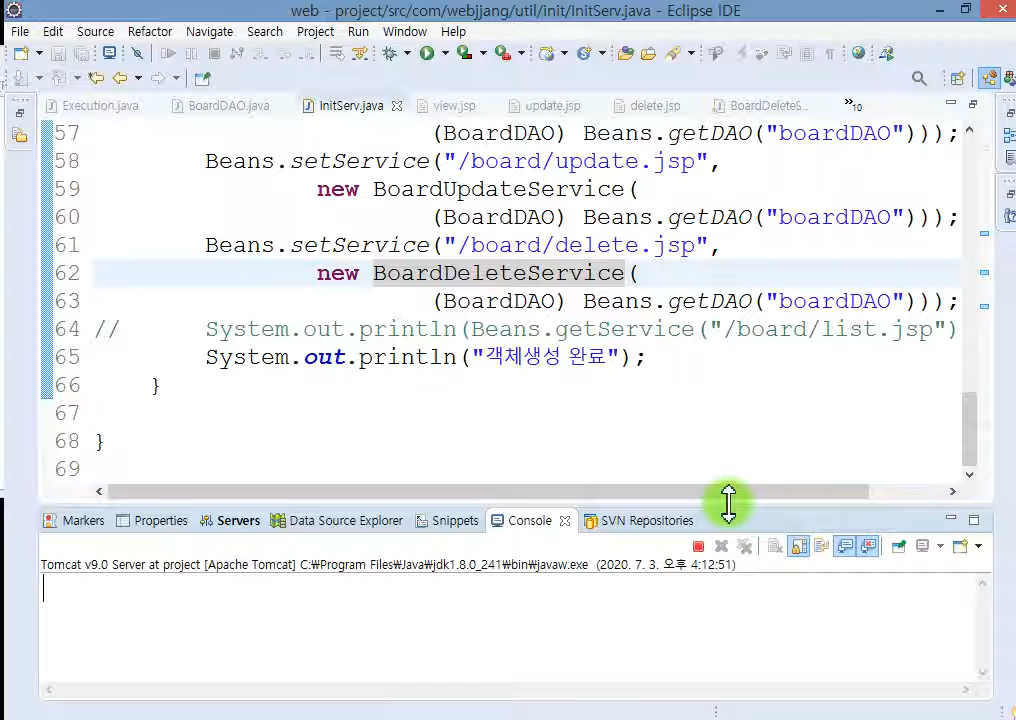 web - project/src/com/webjjang/util/init/InitServ.java - Eclipse IDE
File Edit Source Refactor Navigate Search Project Run Window Help
Execution.java BoardDAO.java InitServ.java view.jsp update.jsp delete.jsp BoardDeleteS... »10
57 (BoardDAO) Beans.getDAO("boardDAO")));
58 Beans.setService("/board/update.jsp",
59 new BoardUpdateService(
60 (BoardDAO) Beans.getDAO("boardDAO")));
61 Beans.setService("/board/delete.jsp",
62 new BoardDeleteService(
63 (BoardDAO) Beans.getDAO("boardDAO")));
64 // System.out.println(Beans.getService("/board/list.jsp")
65 System.out.println("객체생성 완료");
66 }
67
68 }
69
Markers Properties Servers Data Source Explorer Snippets Console SVN Repositories
Tomcat v9.0 Server at project [Apache Tomcat] C:₩Program Files₩Java₩jdk1.8.0_241₩bin₩javaw.exe (2020. 7. 3. 오후 4:12:51)